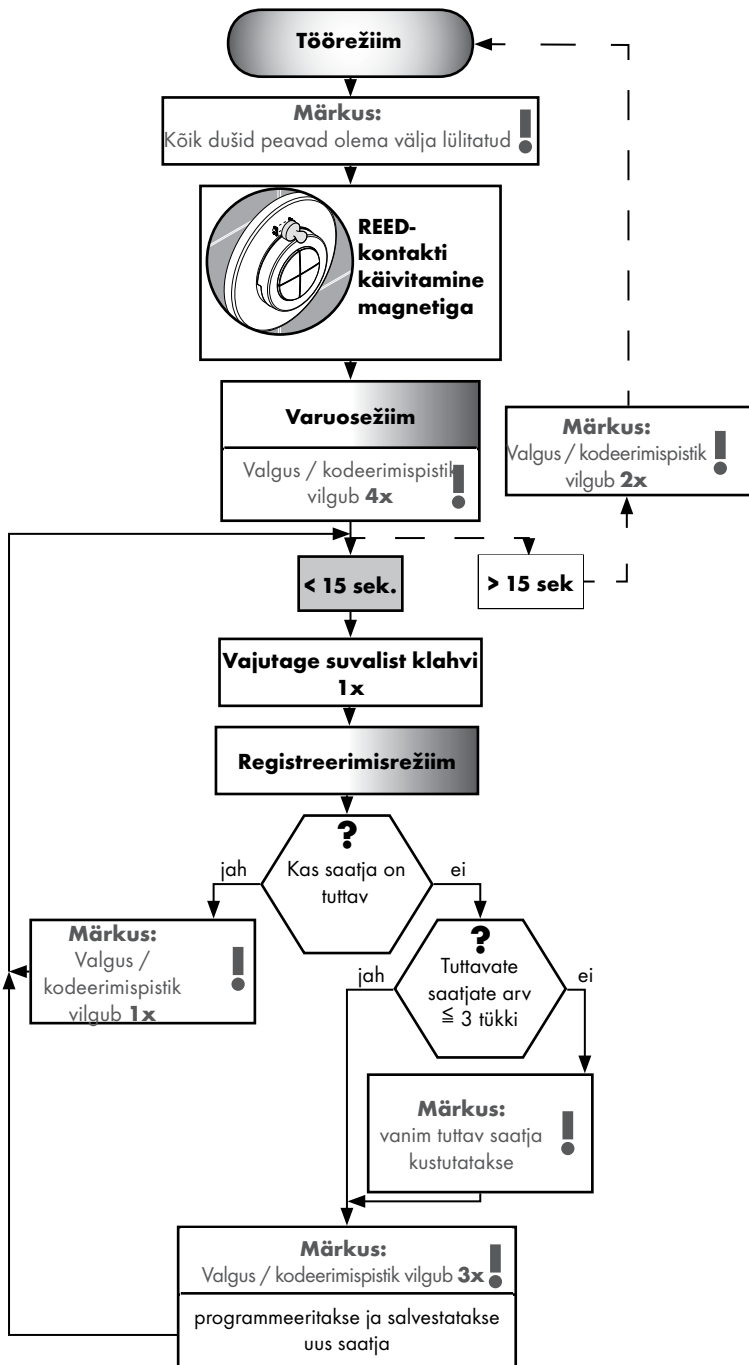 Töörežiim
Märkus:
Kõik dušid peavad olema välja lülitatud
REED-
kontakti
käivitamine
magnetiga
Varuosežiim
Valgus / kodeerimispistik
vilgub 4x
Märkus:
Valgus / kodeerimispistik
vilgub 2x
< 15 sek.
> 15 sek
Vajutage suvalist klahvi
1x
Registreerimisrežiim
?
Kas saatja on
tuttav
jah
ei
Märkus:
Valgus /
kodeerimispistik
vilgub 1x
?
Tuttavate
saatjate arv
≦ 3 tükki
jah
ei
Märkus:
vanim tuttav saatja
kustutatakse
Märkus:
Valgus / kodeerimispistik vilgub 3x
programmeeritakse ja salvestatakse
uus saatja